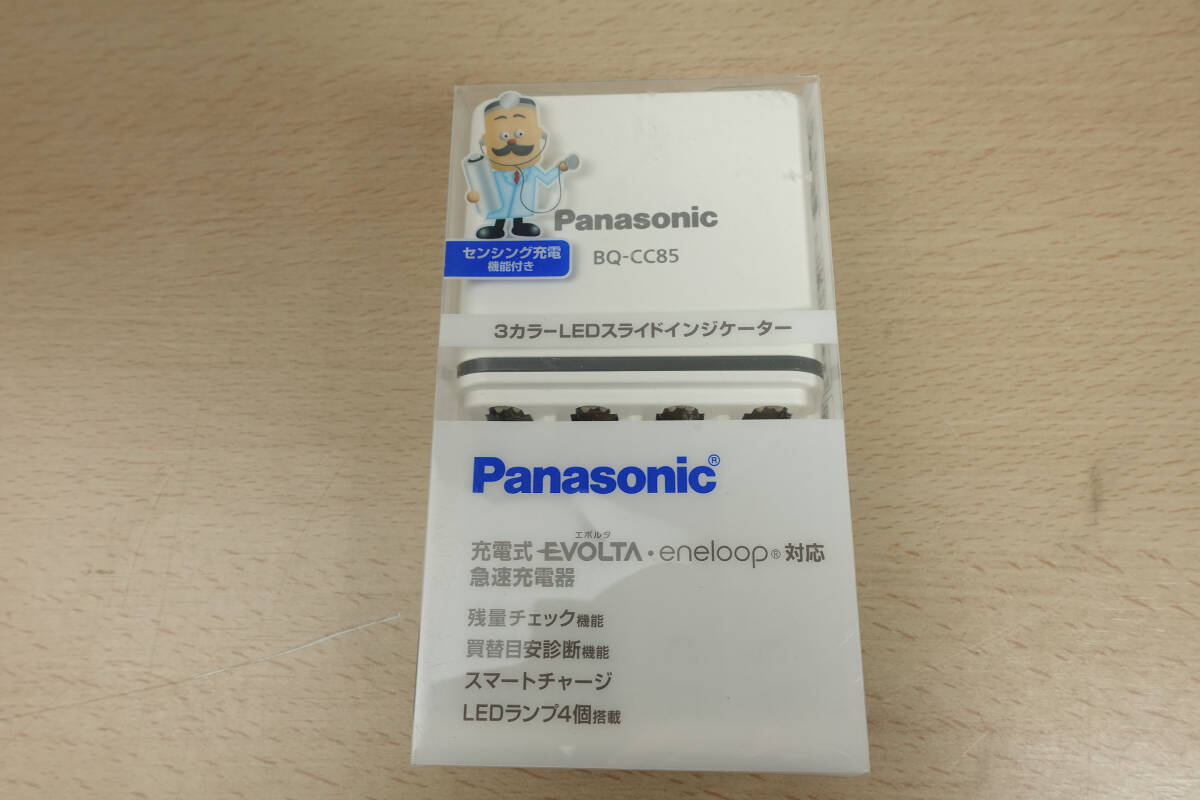 Panasonic
センシング充電
機能付き
BQ-CC85
3カラーLEDスライドインジケーター
Panasonic®
エボルタ
充電式 EVOLTA・eneloop® 対応
急速充電器
残量チェック機能
買替目安診断機能
スマートチャージ
LEDランプ4個搭載